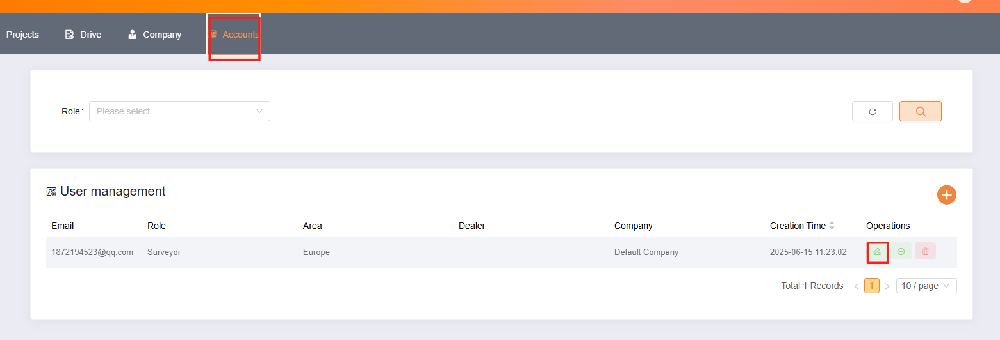 Projects Drive Company Accounts
Role : Please select.
User management
Email Role Area Dealer Company Creation Time Operations
1872194523@qq.com Surveyor Europe Default Company 2025-06-15 11:23:02
Total 1 Records < 1 > 10 / page